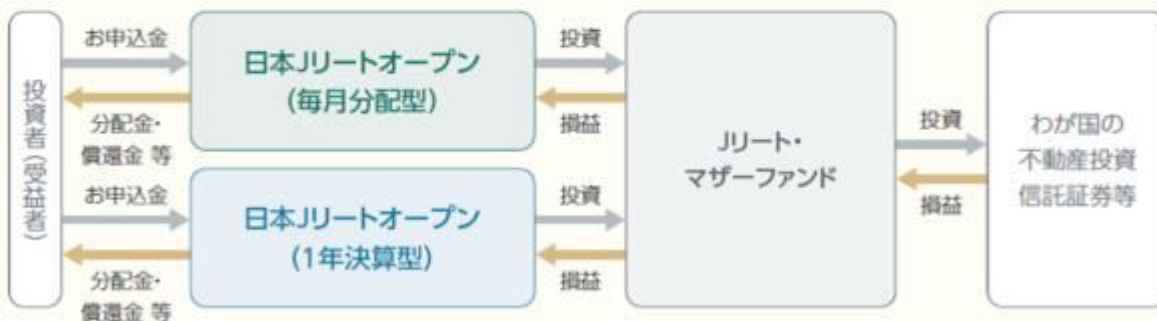 投資者(受益者)
お申込金
分配金・
償還金 等
お申込金
分配金・
償還金 等
日本Jリートオープン
(毎月分配型)
日本Jリートオープン
(1年決算型)
投資
損益
投資
損益
Jリート・
マザーファンド
投資
損益
わが国の
不動産投資
信託証券等